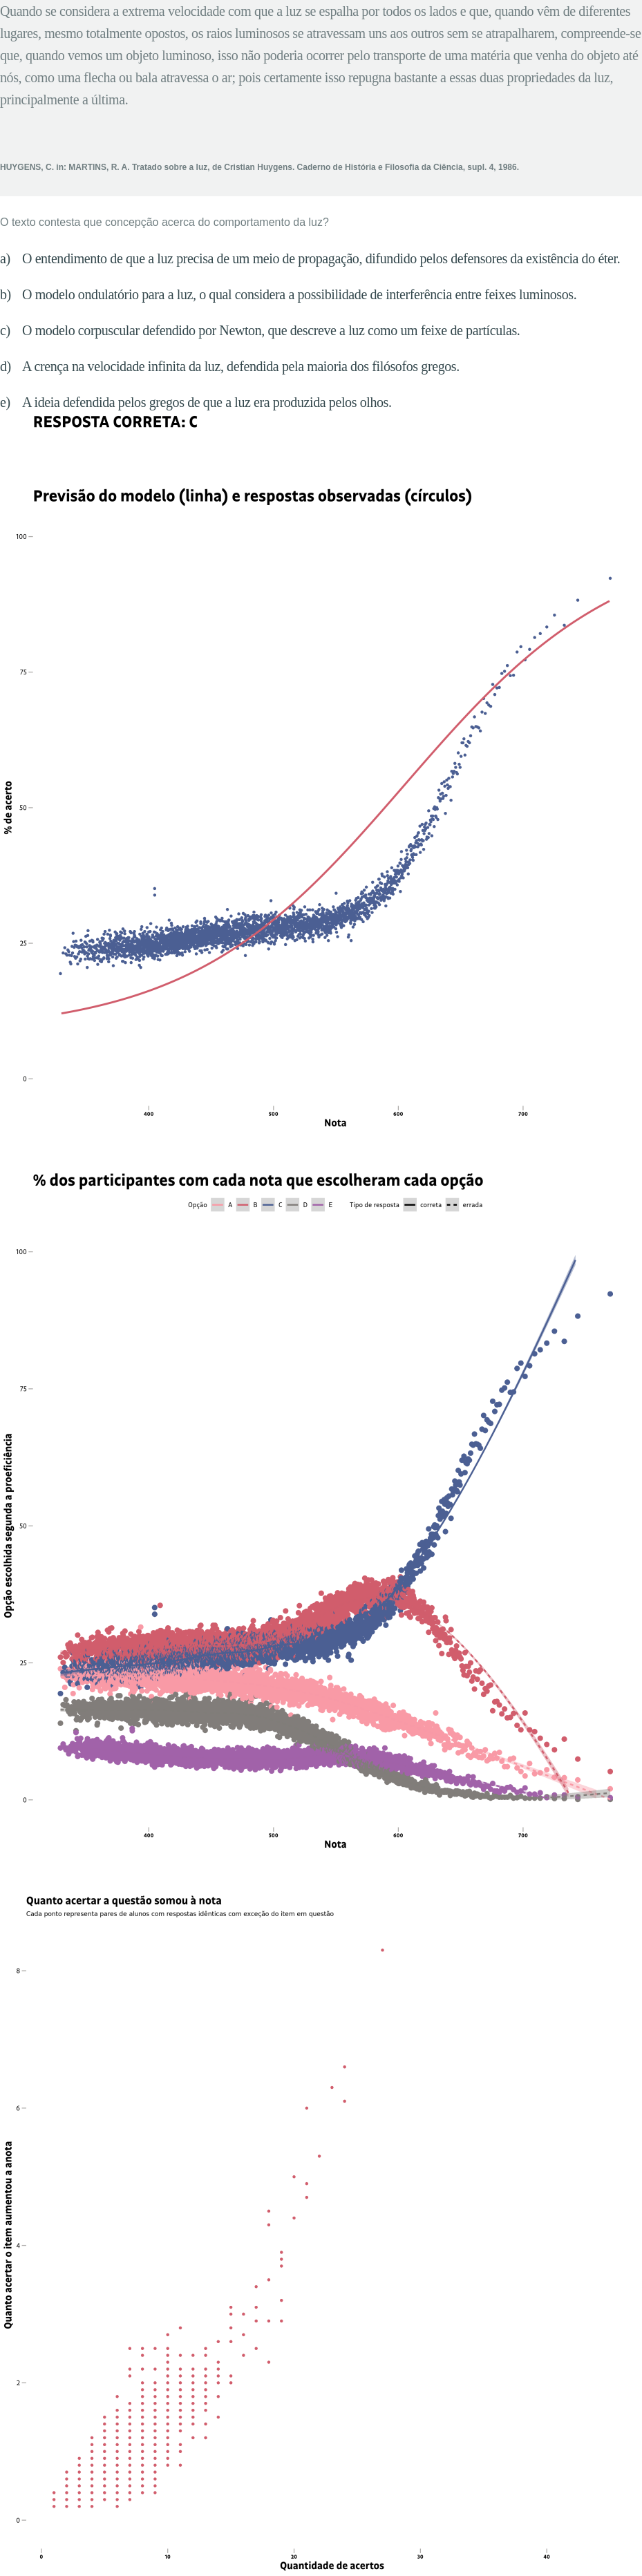 Quando se considera a extrema velocidade com que a luz se espalha por todos os lados e que, quando vêm de diferentes
lugares, mesmo totalmente opostos, os raios luminosos se atravessam uns aos outros sem se atrapalharem, compreende-se
que, quando vemos um objeto luminoso, isso não poderia ocorrer pelo transporte de uma matéria que venha do objeto até
nós, como uma flecha ou bala atravessa o ar; pois certamente isso repugna bastante a essas duas propriedades da luz,
principalmente a última.
HUYGENS, C. in: MARTINS, R. A. Tratado sobre a luz, de Cristian Huygens. Caderno de História e Filosofia da Ciência, supl. 4, 1986.
O texto contesta que concepção acerca do comportamento da luz?
a) O entendimento de que a luz precisa de um meio de propagação, difundido pelos defensores da existência do éter.
b) O modelo ondulatório para a luz, o qual considera a possibilidade de interferência entre feixes luminosos.
c) O modelo corpuscular defendido por Newton, que descreve a luz como um feixe de partículas.
d) A crença na velocidade infinita da luz, defendida pela maioria dos filósofos gregos.
e) A ideia defendida pelos gregos de que a luz era produzida pelos olhos.
RESPOSTA CORRETA: C
Previsão do modelo (linha) e respostas observadas (círculos)
100
75
50
25
0
% de acerto
400 500 600 700
Nota
% dos participantes com cada nota que escolheram cada opção
Opção A B C D E Tipo de resposta correta errada
100
75
50
25
0
Opção escolhida segunda a proeficiência
400 500 600 700
Nota
Quanto acertar a questão somou à nota
Cada ponto representa pares de alunos com respostas idênticas com exceção do item em questão
8
6
4
2
0
Quanto acertar o item aumentou a anota
0 10 20 30 40
Quantidade de acertos